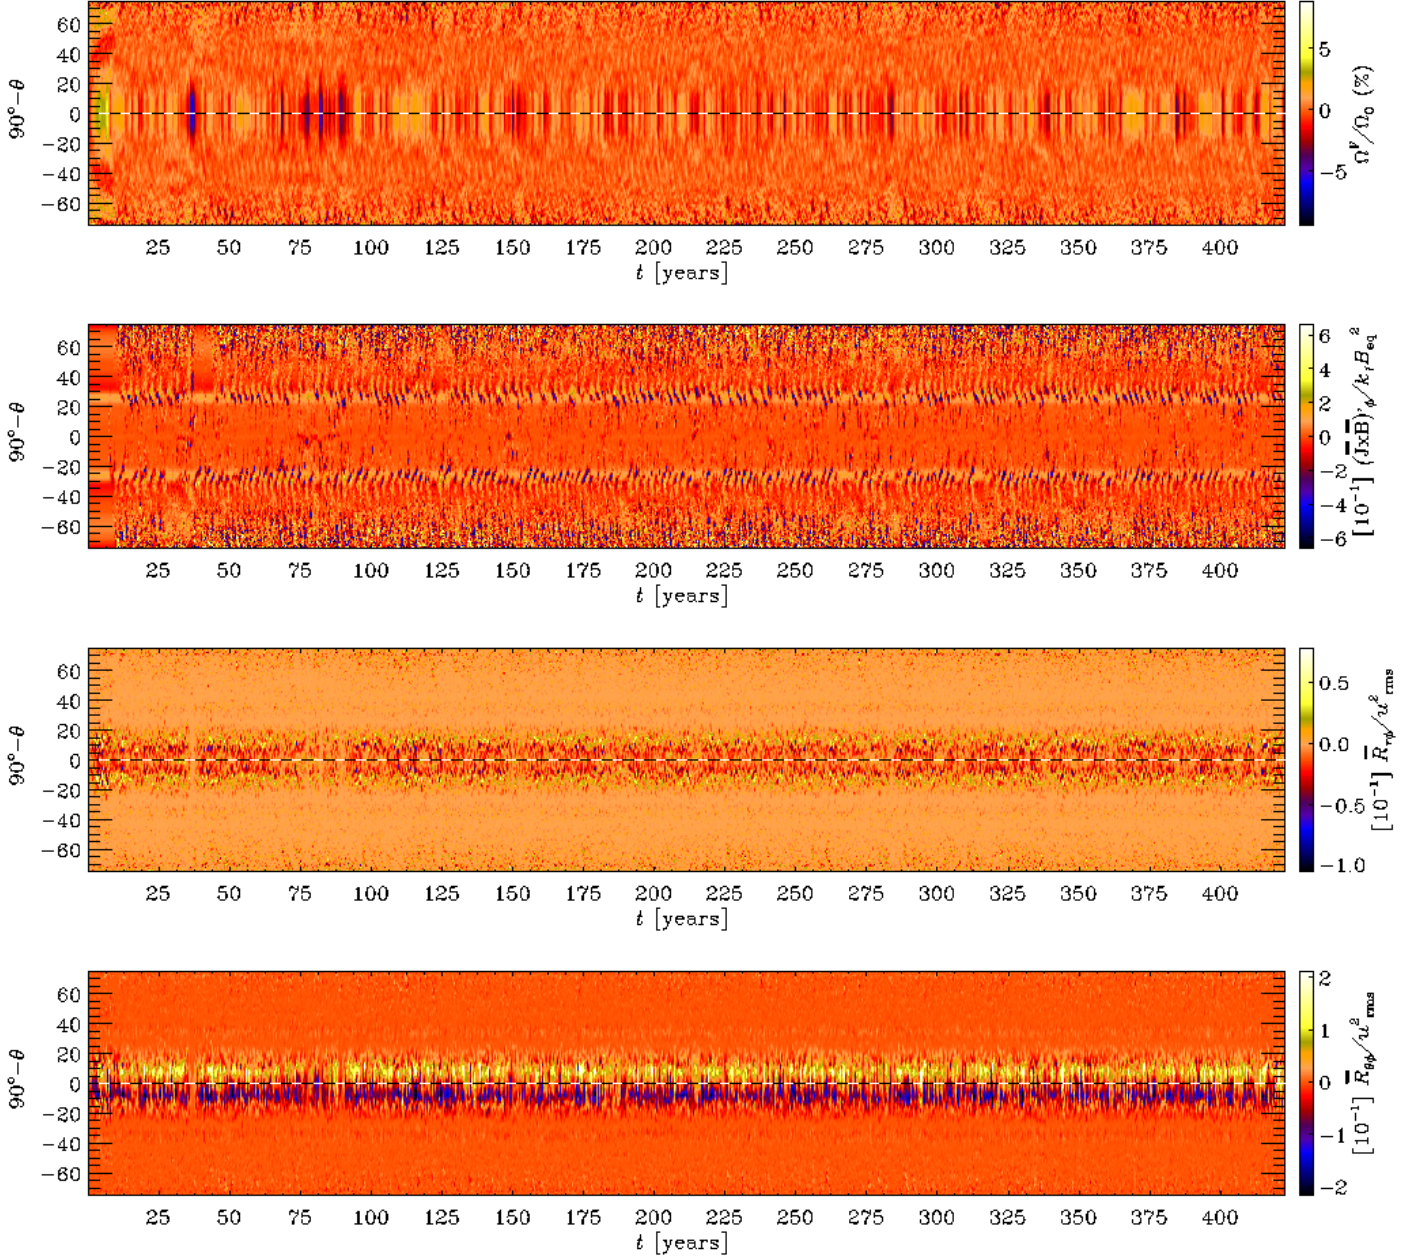 60
40
20
0
−20
−40
−60
90°−θ
25 50 75 100 125 150 175 200 225 250 275 300 325 350 375 400
t [years]
5
0
−5
Ω^F/Ω₀ (%)
60
40
20
0
−20
−40
−60
90°−θ
25 50 75 100 125 150 175 200 225 250 275 300 325 350 375 400
t [years]
6
4
2
0
−2
−4
−6
[10⁻¹] (J̅xB̅)'_φ/k_f B_eq²
60
40
20
0
−20
−40
−60
90°−θ
25 50 75 100 125 150 175 200 225 250 275 300 325 350 375 400
t [years]
0.5
0.0
−0.5
−1.0
[10⁻¹] R̅_rφ/u²_rms
60
40
20
0
−20
−40
−60
90°−θ
25 50 75 100 125 150 175 200 225 250 275 300 325 350 375 400
t [years]
2
1
0
−1
−2
[10⁻¹] R̅_θφ/u²_rms